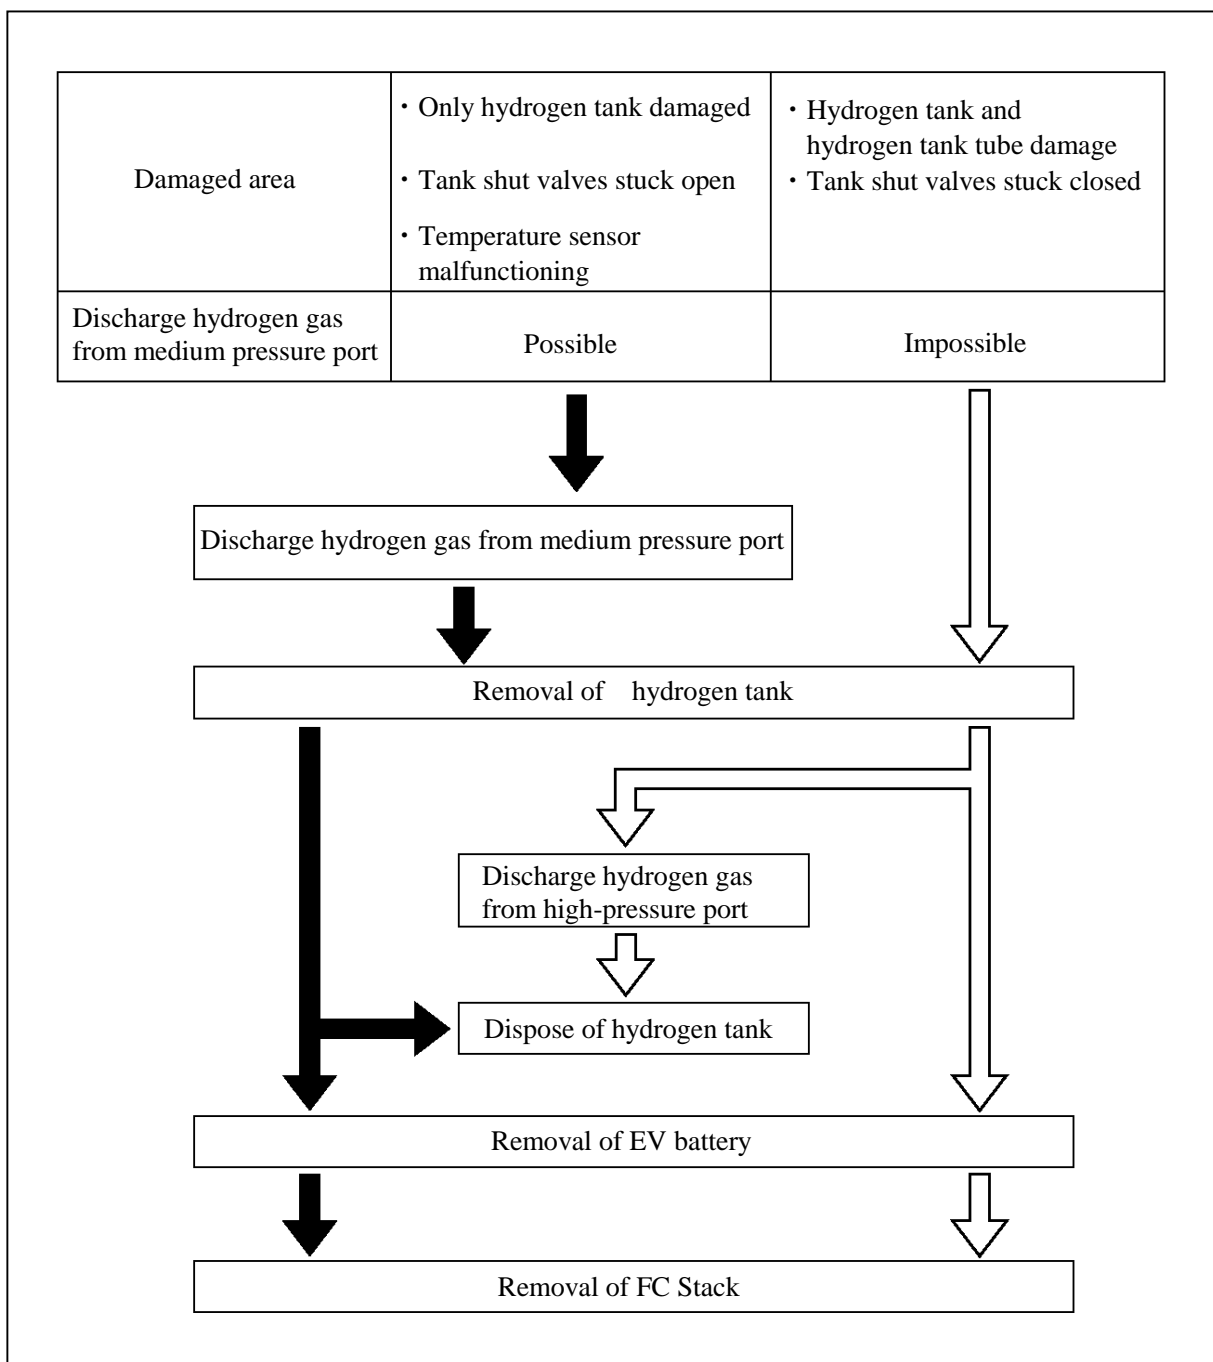 Damaged area
・Only hydrogen tank damaged
・Tank shut valves stuck open
・Temperature sensor
malfunctioning
・Hydrogen tank and
hydrogen tank tube damage
・Tank shut valves stuck closed
Discharge hydrogen gas
from medium pressure port
Possible
Impossible
Discharge hydrogen gas from medium pressure port
Removal of hydrogen tank
Discharge hydrogen gas
from high-pressure port
Dispose of hydrogen tank
Removal of EV battery
Removal of FC Stack